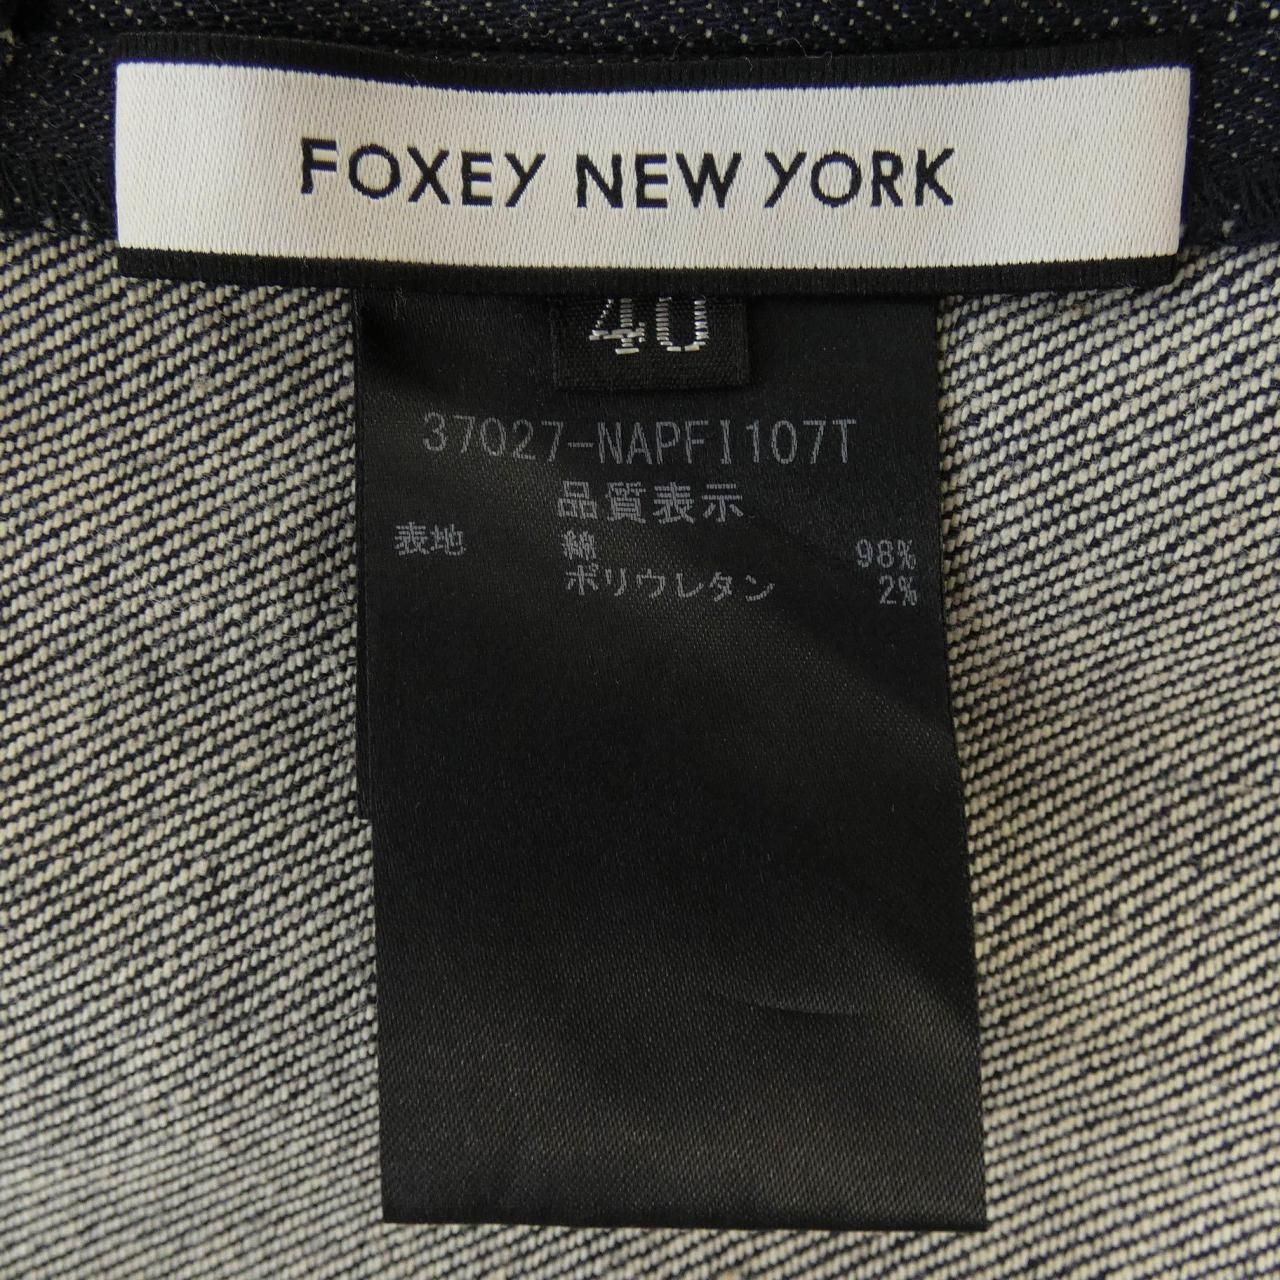 FOXEY NEW YORK
40
37027-NAPFI107T
品質表示
表地 綿 98%
ポリウレタン 2%